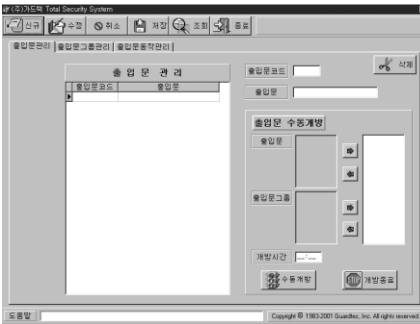 (주)가드텍 Total Security System
신규 수정 취소 저장 조회 종료
출입문관리 출입문그룹관리 출입문동작관리
출 입 문 관 리
출입문코드 출입문
출입문코드
삭제
출입문
출입문 수동개방
출입문
출입문그룹
개방시간 __:__
수동개방 개방종료
도움말
Copyright © 1983-2001 Guardtec, Inc. All rights reserved